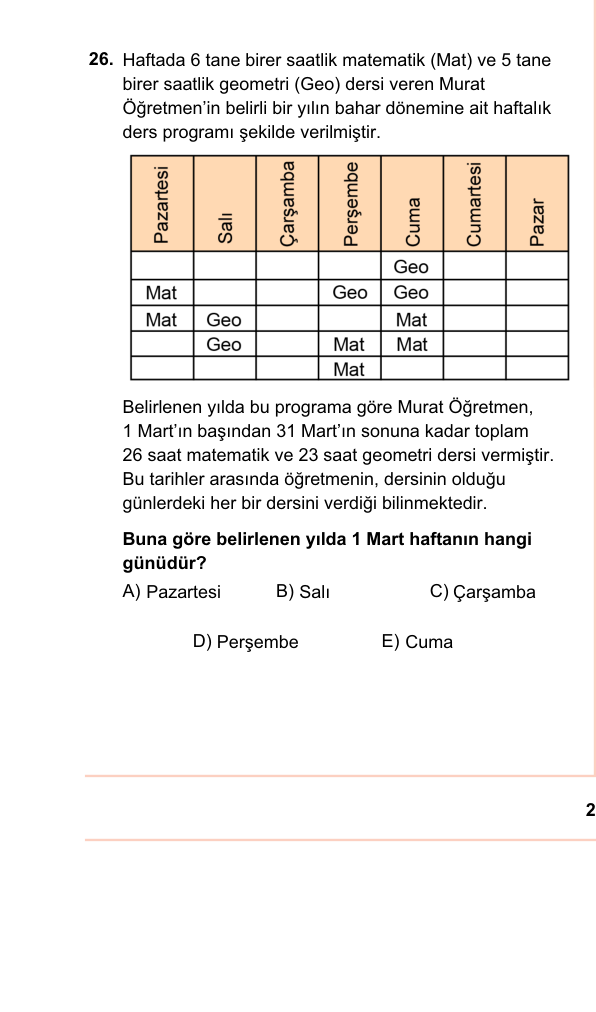 26. Haftada 6 tane birer saatlik matematik (Mat) ve 5 tane
birer saatlik geometri (Geo) dersi veren Murat
Öğretmen’in belirli bir yılın bahar dönemine ait haftalık
ders programı şekilde verilmiştir.
Pazartesi Salı Çarşamba Perşembe Cuma Cumartesi Pazar
Geo
Mat Geo Geo
Mat Geo Mat
Geo Mat Mat
Mat
Belirlenen yılda bu programa göre Murat Öğretmen,
1 Mart’ın başından 31 Mart’ın sonuna kadar toplam
26 saat matematik ve 23 saat geometri dersi vermiştir.
Bu tarihler arasında öğretmenin, dersinin olduğu
günlerdeki her bir dersini verdiği bilinmektedir.
Buna göre belirlenen yılda 1 Mart haftanın hangi
günüdür?
A) Pazartesi B) Salı C) Çarşamba
D) Perşembe E) Cuma
2